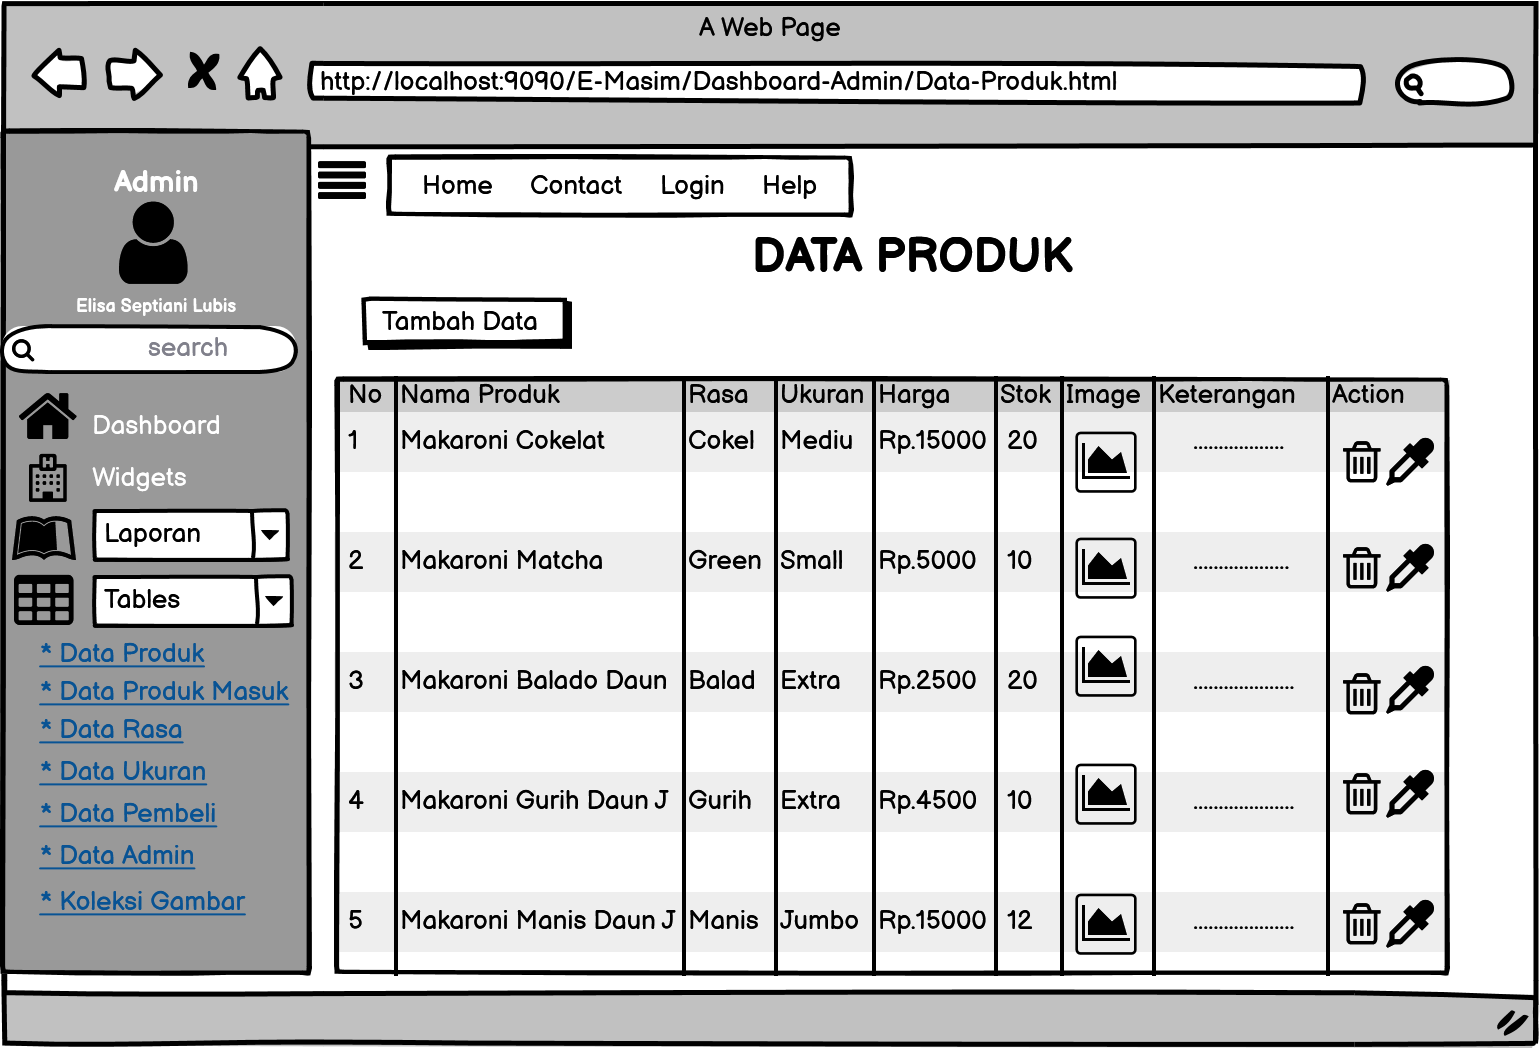 A Web Page
http://localhost:9090/E-Masim/Dashboard-Admin/Data-Produk.html
Admin
Elisa Septiani Lubis
search
Dashboard
Widgets
Laporan
Tables
* Data Produk
* Data Produk Masuk
* Data Rasa
* Data Ukuran
* Data Pembeli
* Data Admin
* Koleksi Gambar
Home Contact Login Help
DATA PRODUK
Tambah Data
No Nama Produk Rasa Ukuran Harga Stok Image Keterangan Action
1 Makaroni Cokelat Cokel Mediu Rp.15000 20 ..................
2 Makaroni Matcha Green Small Rp.5000 10 ...................
3 Makaroni Balado Daun Balad Extra Rp.2500 20 ....................
4 Makaroni Gurih Daun J Gurih Extra Rp.4500 10 ....................
5 Makaroni Manis Daun J Manis Jumbo Rp.15000 12 ....................